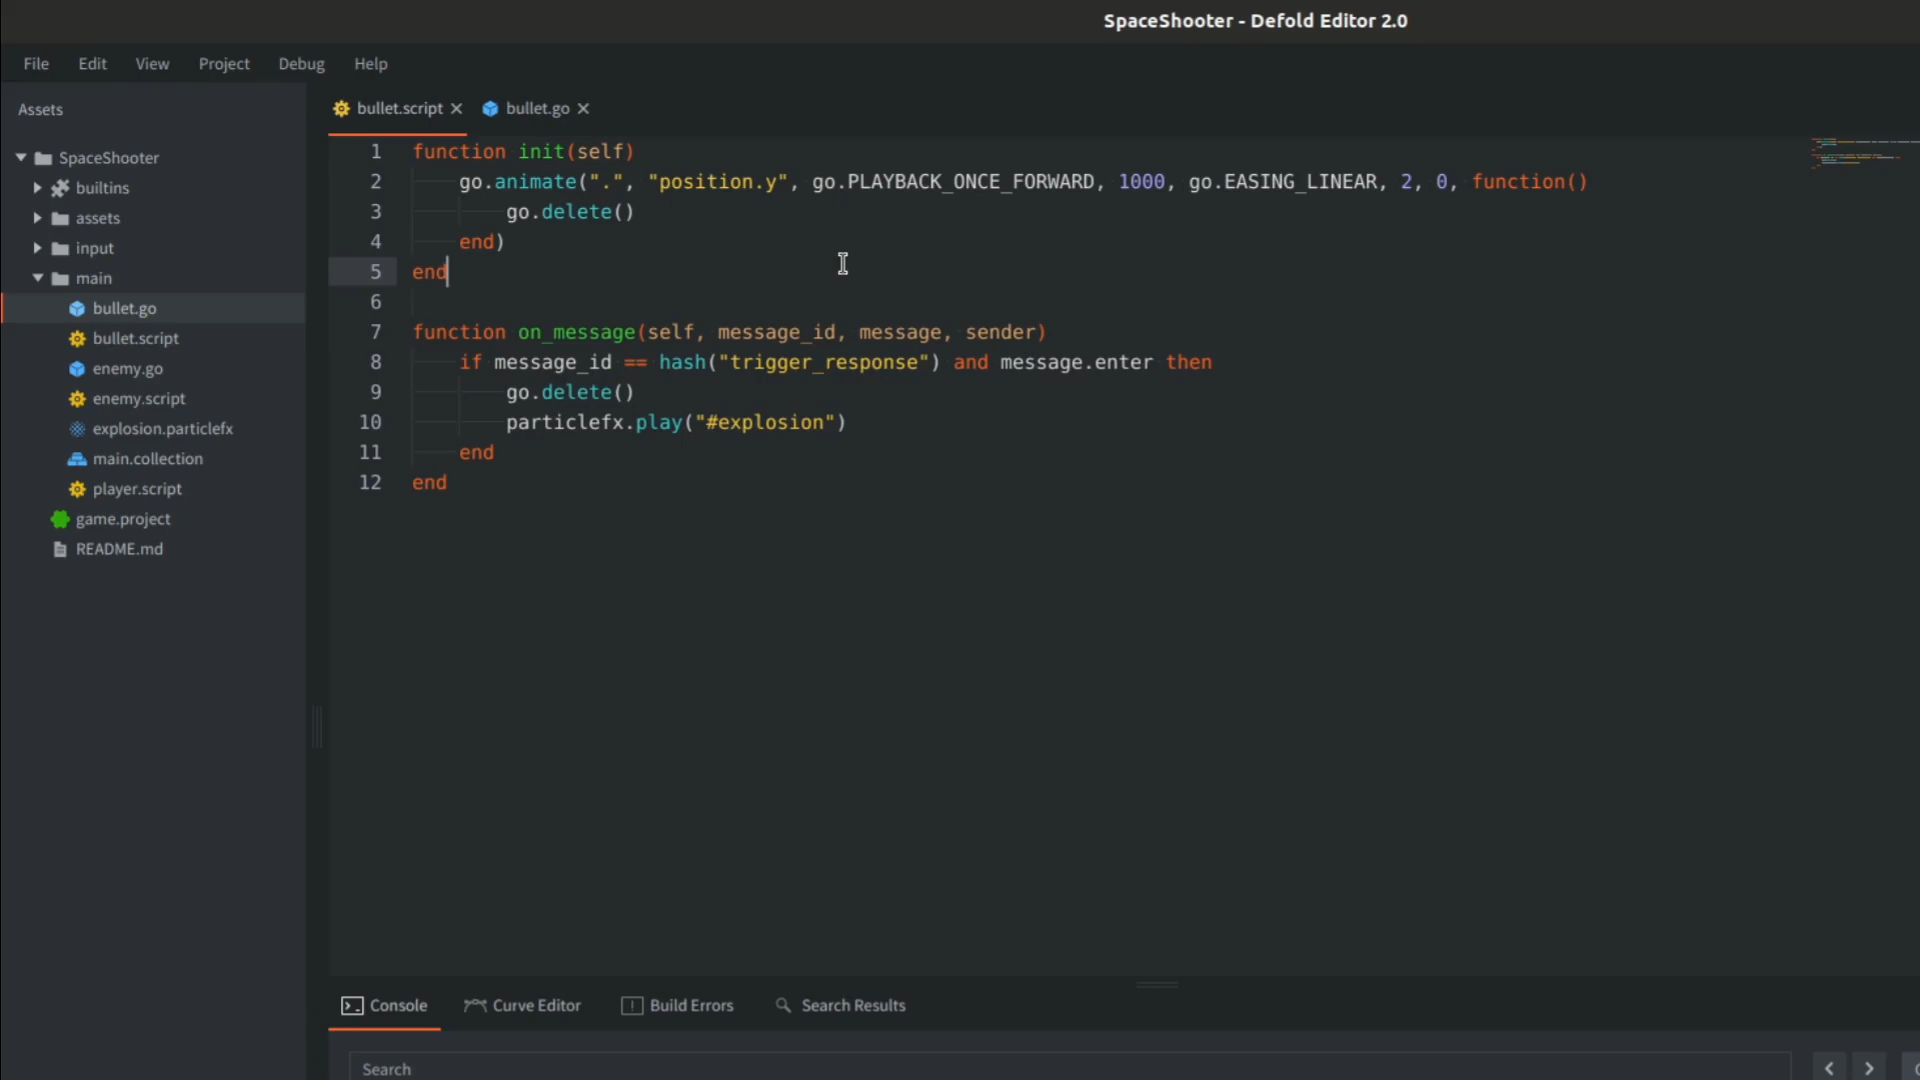 SpaceShooter - Defold Editor 2.0
File Edit View Project Debug Help
Assets
SpaceShooter
builtins
assets
input
main
bullet.go
bullet.script
enemy.go
enemy.script
explosion.particlefx
main.collection
player.script
game.project
README.md
bullet.script bullet.go
1 function init(self)
2 go.animate(".", "position.y", go.PLAYBACK_ONCE_FORWARD, 1000, go.EASING_LINEAR, 2, 0, function()
3 go.delete()
4 end)
5 end
6
7 function on_message(self, message_id, message, sender)
8 if message_id == hash("trigger_response") and message.enter then
9 go.delete()
10 particlefx.play("#explosion")
11 end
12 end
Console Curve Editor Build Errors Search Results
Search